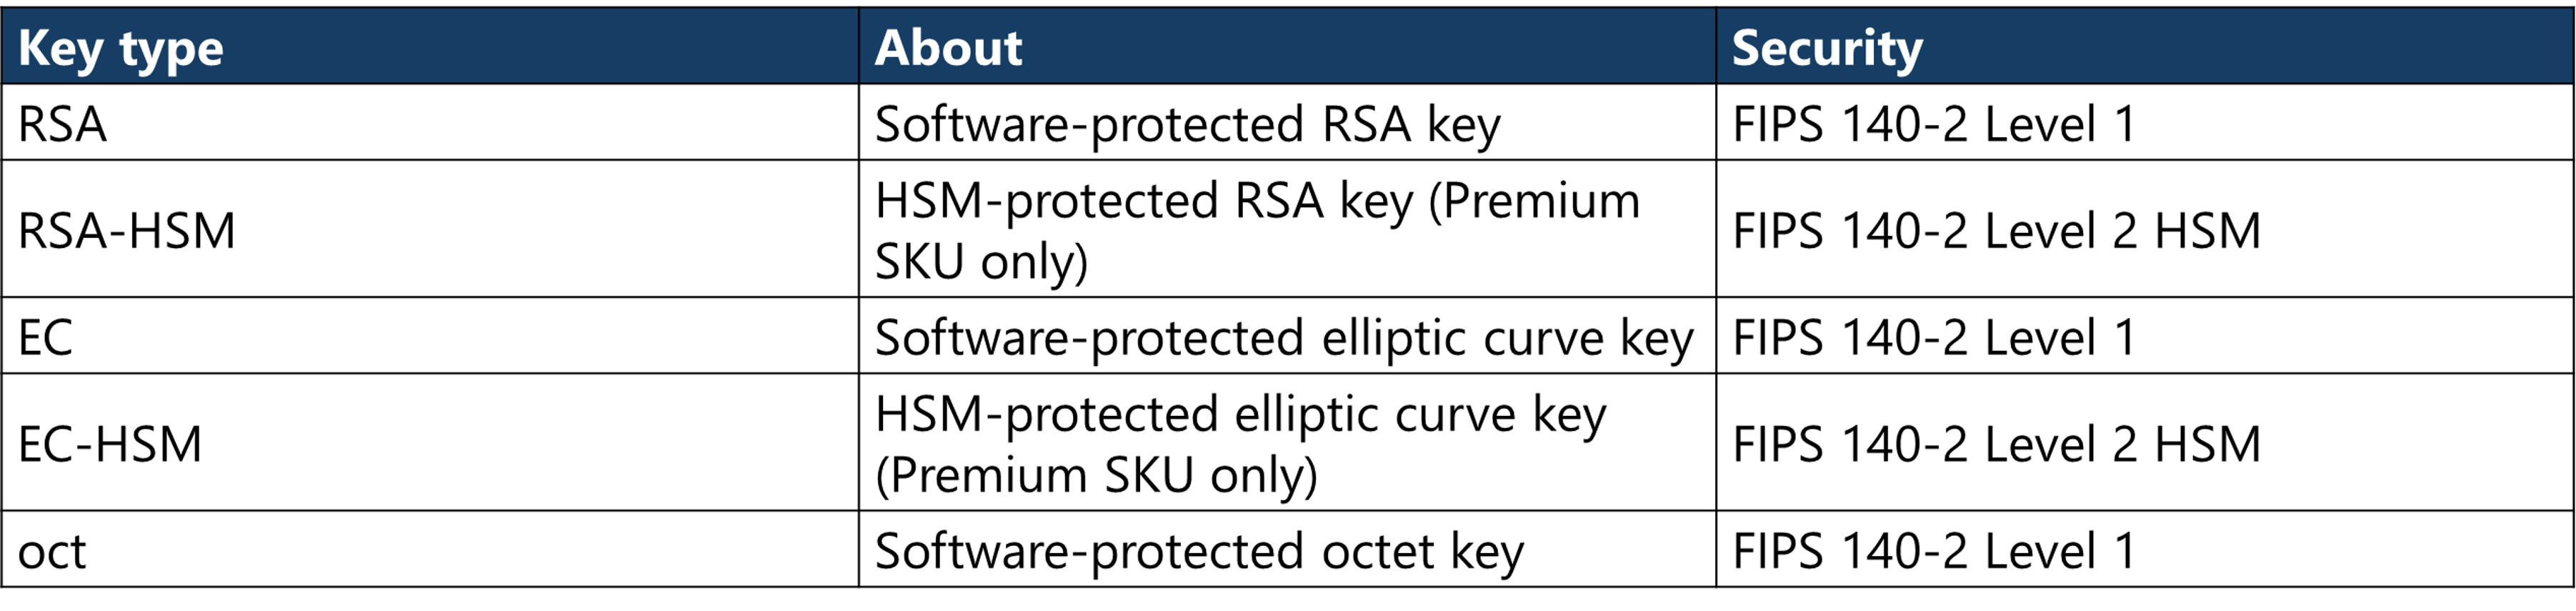 Key type About Security
RSA Software-protected RSA key FIPS 140-2 Level 1
RSA-HSM HSM-protected RSA key (Premium
SKU only) FIPS 140-2 Level 2 HSM
EC Software-protected elliptic curve key FIPS 140-2 Level 1
EC-HSM HSM-protected elliptic curve key
(Premium SKU only) FIPS 140-2 Level 2 HSM
oct Software-protected octet key FIPS 140-2 Level 1